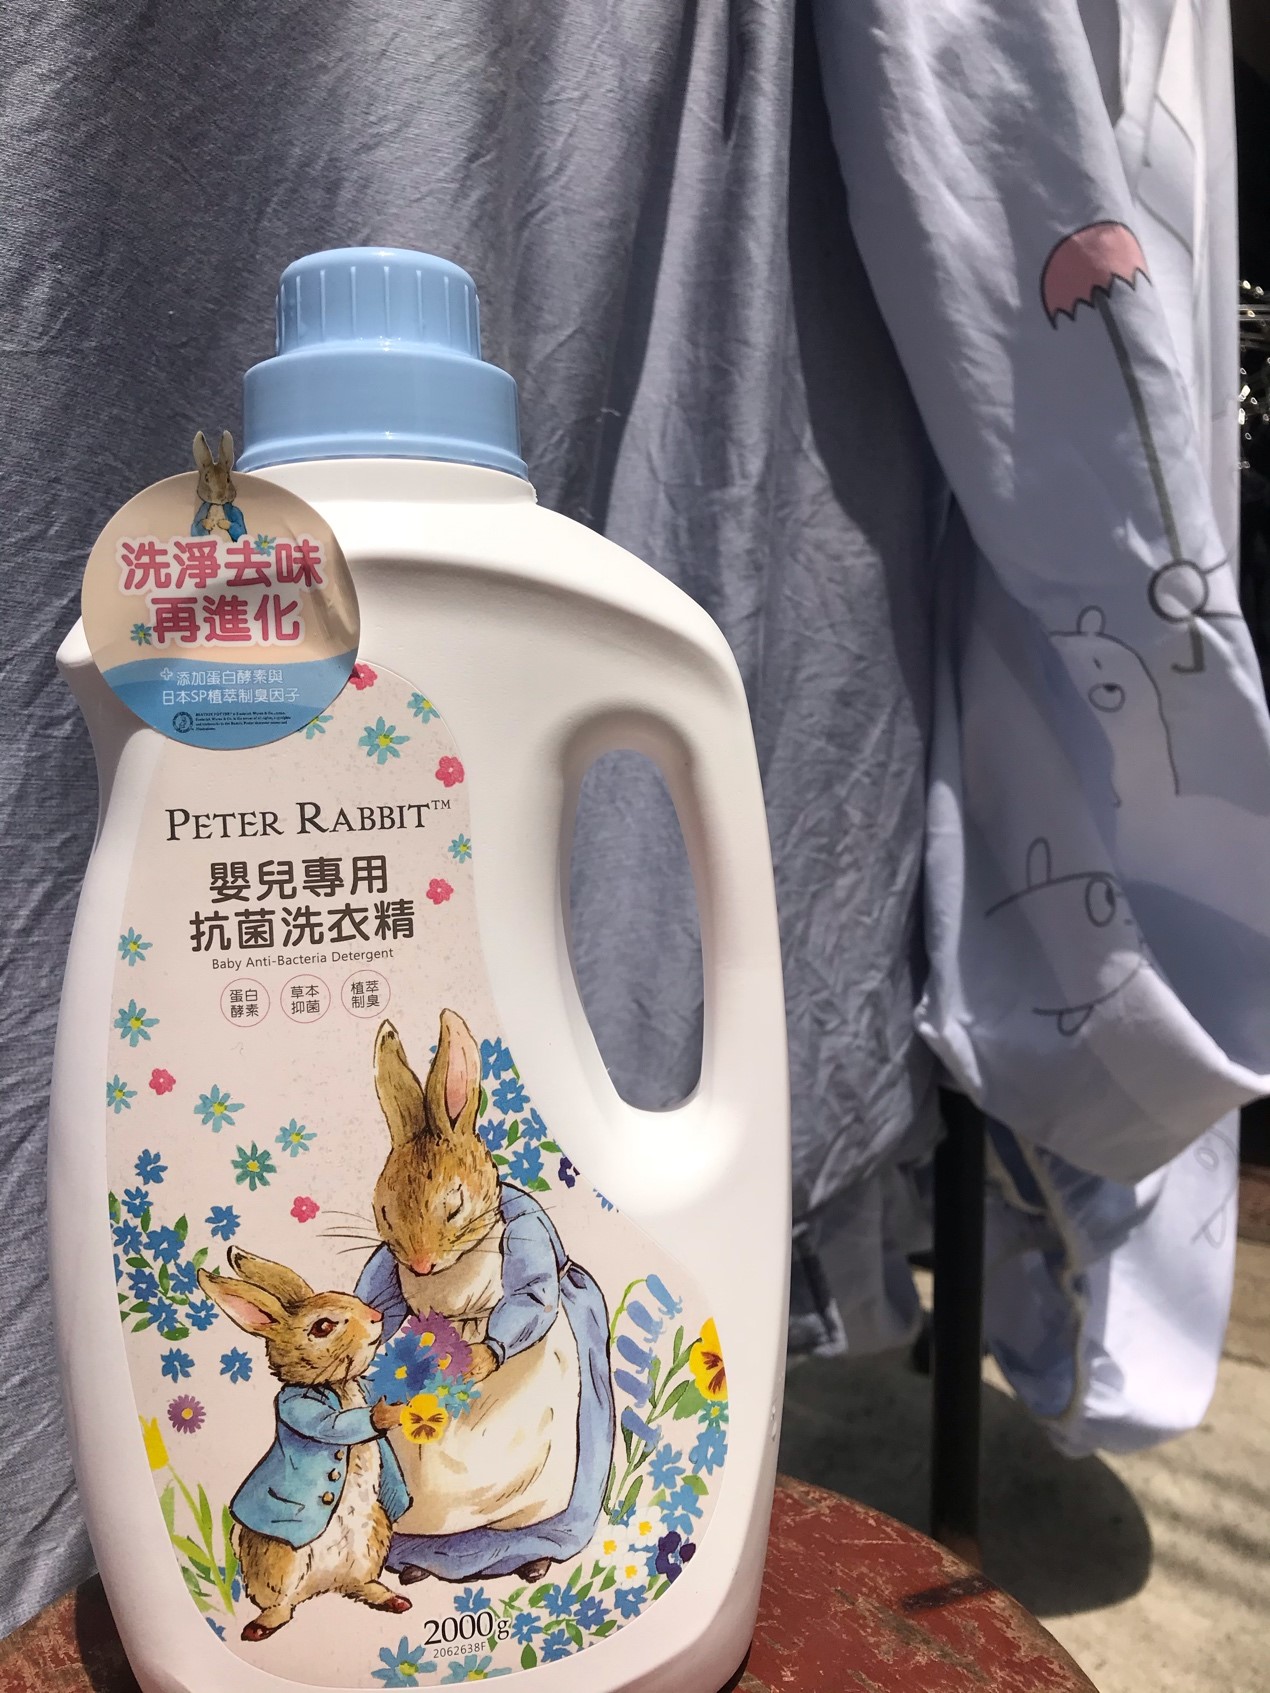 洗淨去味
再進化
+添加蛋白酵素與
日本SP植萃制臭因子
PETER RABBIT™
嬰兒專用
抗菌洗衣精
Baby Anti-Bacteria Detergent
蛋白
酵素
草本
抑菌
植萃
制臭
2000g
2062638F